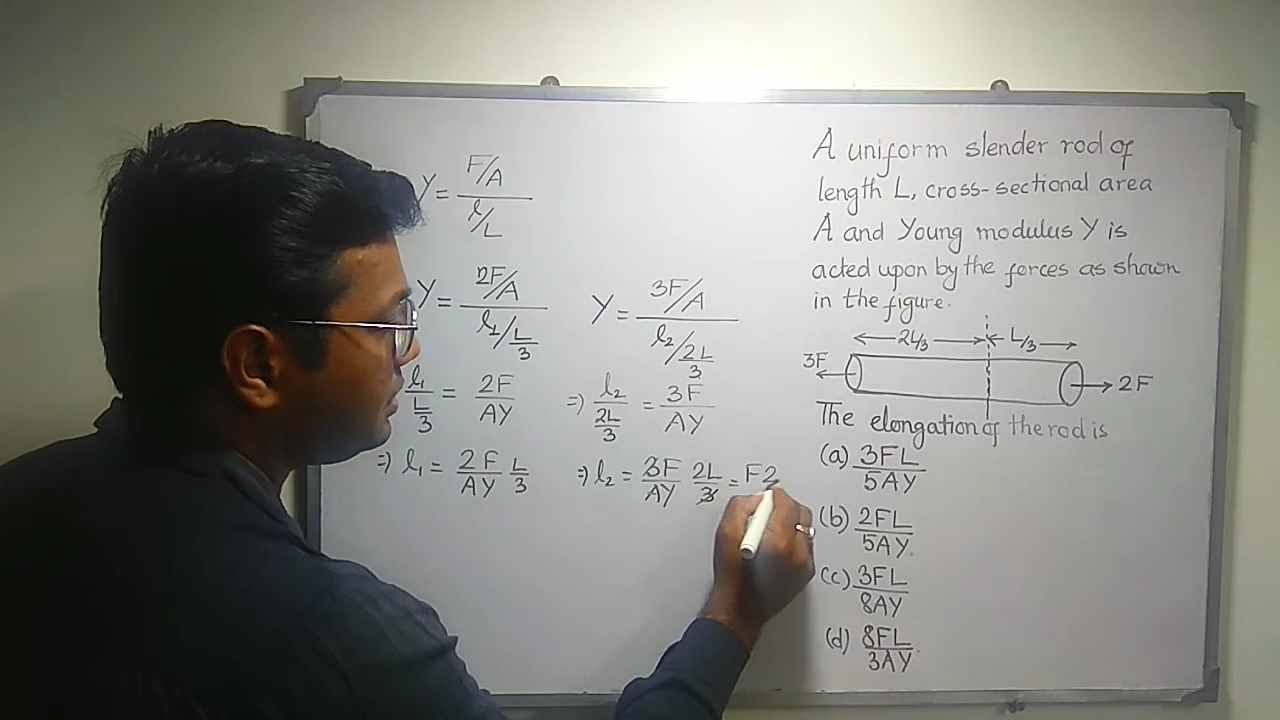 Y = F/A / l/L
Y = 2F/A / l₁/L/3
l₁/L/3 = 2F/AY
⇒ l₁ = 2F/AY L/3
Y = 3F/A / l₂/2L/3
⇒ l₂/2L/3 = 3F/AY
⇒ l₂ = 3F/AY 2L/3 = F2
A uniform slender rod of
length L, cross-sectional area
A and Young modulus Y is
acted upon by the forces as shown
in the figure.
2L/3 L/3
3F 2F
The elongation of the rod is
(a) 3FL/5AY
(b) 2FL/5AY.
(c) 3FL/8AY
(d) 8FL/3AY.